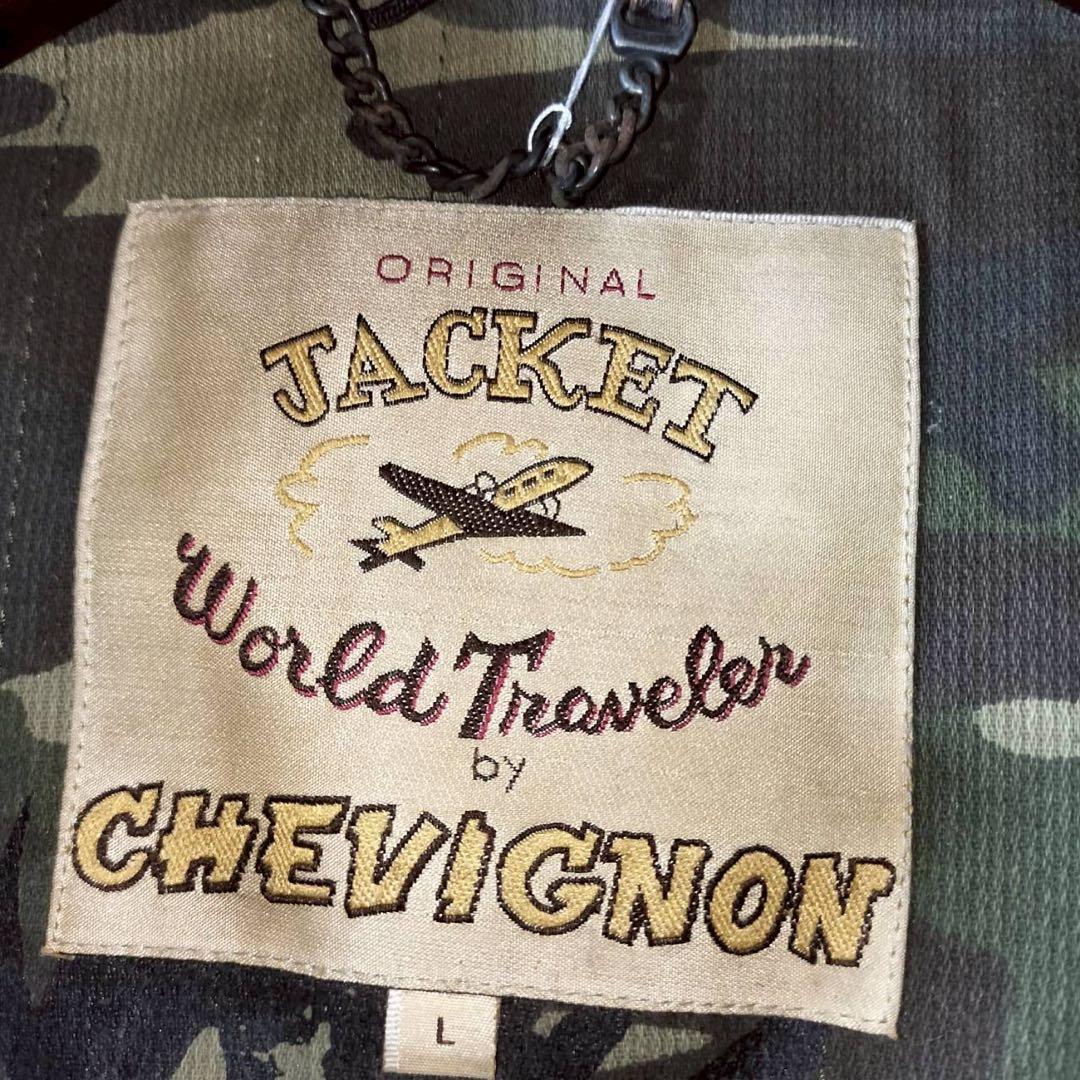 ORIGINAL
JACKET
World Traveler
by
CHEVIGNON
L